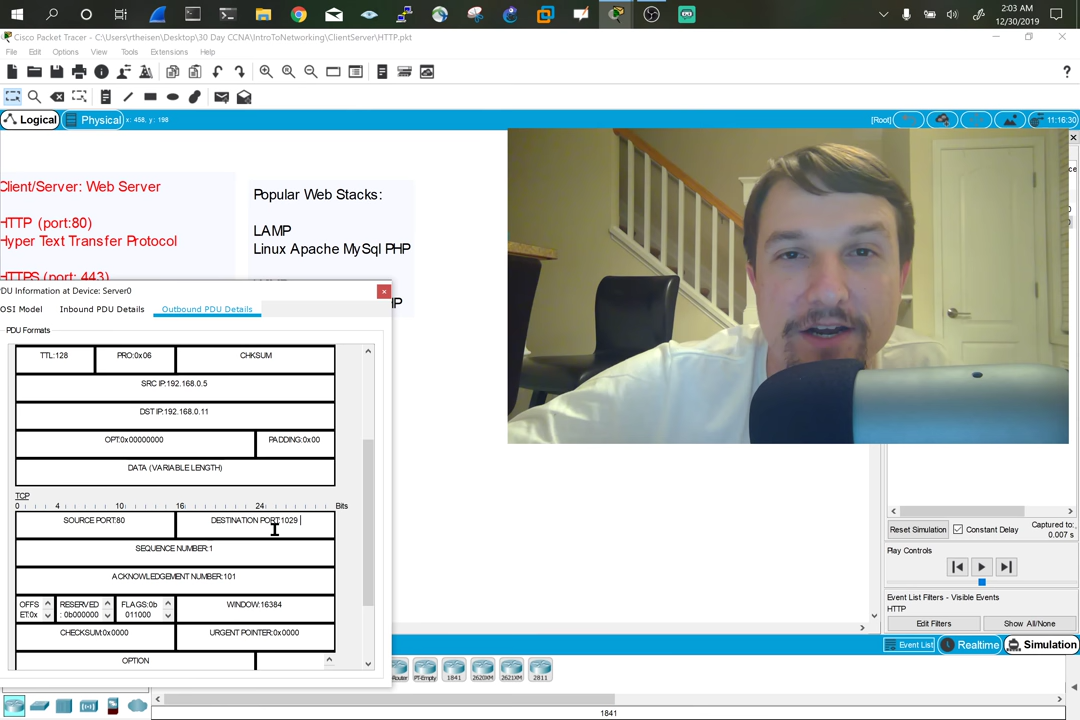 2:03 AM
12/30/2019
Cisco Packet Tracer - C:\Users\rtheisen\Desktop\30 Day CCNA\IntroToNetworking\ClientServer\HTTP.pkt
File Edit Options View Tools Extensions Help
?
Logical Physical x: 458, y: 198 [Root] 11:16:30
Client/Server: Web Server
HTTP (port:80)
Hyper Text Transfer Protocol
HTTPS (port: 443)
Popular Web Stacks:
LAMP
Linux Apache MySql PHP
HP
PDU Information at Device: Server0
OSI Model Inbound PDU Details Outbound PDU Details
PDU Formats
TTL:128 PRO:0x06 CHKSUM
SRC IP:192.168.0.5
DST IP:192.168.0.11
OPT:0x00000000 PADDING:0x00
DATA (VARIABLE LENGTH)
TCP
0 4 10 16 24 Bits
SOURCE PORT:80 DESTINATION PORT:1029
SEQUENCE NUMBER:1
ACKNOWLEDGEMENT NUMBER:101
OFFS
ET:0x
RESERVED
: 0b000000
FLAGS:0b
011000
WINDOW:16384
CHECKSUM:0x0000 URGENT POINTER:0x0000
OPTION
Reset Simulation Constant Delay Captured to:
0.007 s
Play Controls
Event List Filters - Visible Events
HTTP
Edit Filters Show All/None
Event List Realtime Simulation
PT-Empty 1841 2620XM 2621XM 2811
1841